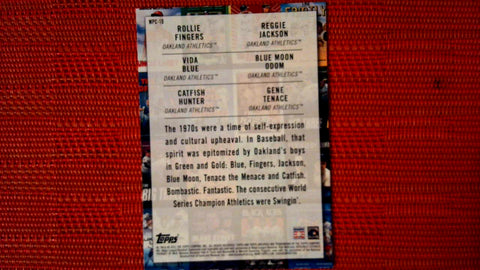 MPC-10
ROLLIE FINGERS
OAKLAND ATHLETICS™
REGGIE JACKSON
OAKLAND ATHLETICS™
VIDA BLUE
OAKLAND ATHLETICS™
BLUE MOON ODOM
OAKLAND ATHLETICS™
CATFISH HUNTER
OAKLAND ATHLETICS™
GENE TENACE
OAKLAND ATHLETICS™
The 1970s were a time of self-expression
and cultural upheaval. In Baseball, that
spirit was epitomized by Oakland's boys
in Green and Gold: Blue, Fingers, Jackson,
Blue Moon, Tenace the Menace and Catfish.
Bombastic. Fantastic. The consecutive World
Series Champion Athletics were Swingin'.
Topps